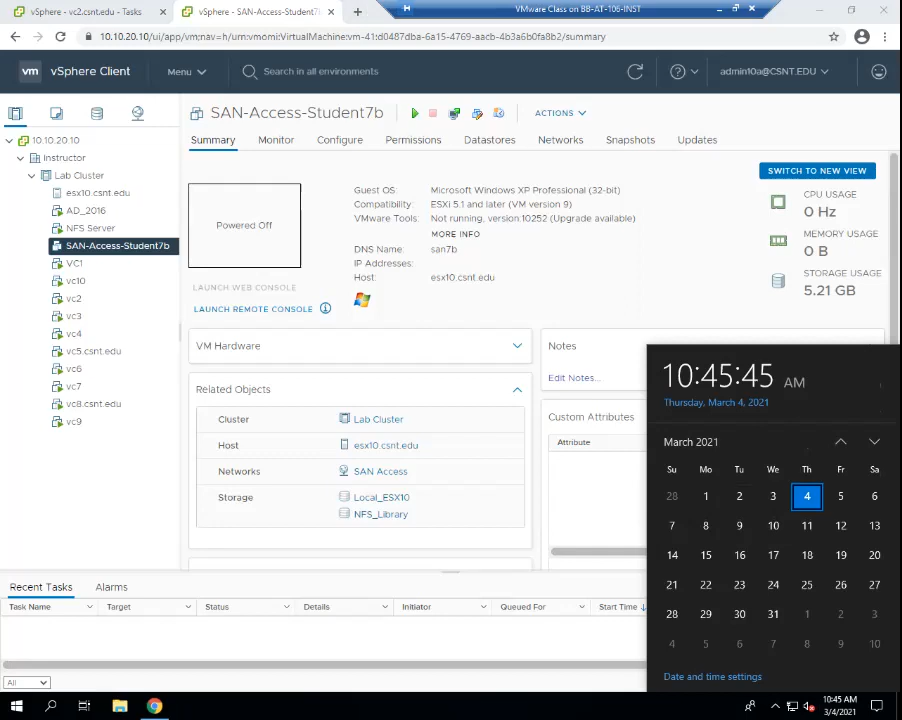 vSphere - vc2.csnt.edu - Tasks
vSphere - SAN-Access-Student7b -
VMware Class on BB-AT-106-INST
10.10.20.10/ui/app/vm;nav=h/urn:vmomi:VirtualMachine:vm-41:d0487dba-6a15-4769-aacb-4b3a6b0fa8b2/summary
vm vSphere Client Menu Search in all environments admin10a@CSNT.EDU
SAN-Access-Student7b ACTIONS
Summary Monitor Configure Permissions Datastores Networks Snapshots Updates
10.10.20.10
Instructor
Lab Cluster
esx10.csnt.edu
AD_2016
NFS Server
SAN-Access-Student7b
VC1
vc10
vc2
vc3
vc4
vc5.csnt.edu
vc6
vc7
vc8.csnt.edu
vc9
SWITCH TO NEW VIEW
Powered Off
Guest OS: Microsoft Windows XP Professional (32-bit)
Compatibility: ESXi 5.1 and later (VM version 9)
VMware Tools: Not running, version:10252 (Upgrade available)
MORE INFO
DNS Name: san7b
IP Addresses:
Host: esx10.csnt.edu
LAUNCH WEB CONSOLE
LAUNCH REMOTE CONSOLE
CPU USAGE
0 Hz
MEMORY USAGE
0 B
STORAGE USAGE
5.21 GB
VM Hardware
Related Objects
Cluster Lab Cluster
Host esx10.csnt.edu
Networks SAN Access
Storage Local_ESX10
NFS_Library
Notes
Edit Notes...
Custom Attributes
Attribute
Recent Tasks Alarms
Task Name Target Status Details Initiator Queued For Start Time
All
10:45:45 AM
Thursday, March 4, 2021
March 2021
Su Mo Tu We Th Fr Sa
28 1 2 3 4 5 6
7 8 9 10 11 12 13
14 15 16 17 18 19 20
21 22 23 24 25 26 27
28 29 30 31 1 2 3
4 5 6 7 8 9 10
Date and time settings
10:45 AM
3/4/2021